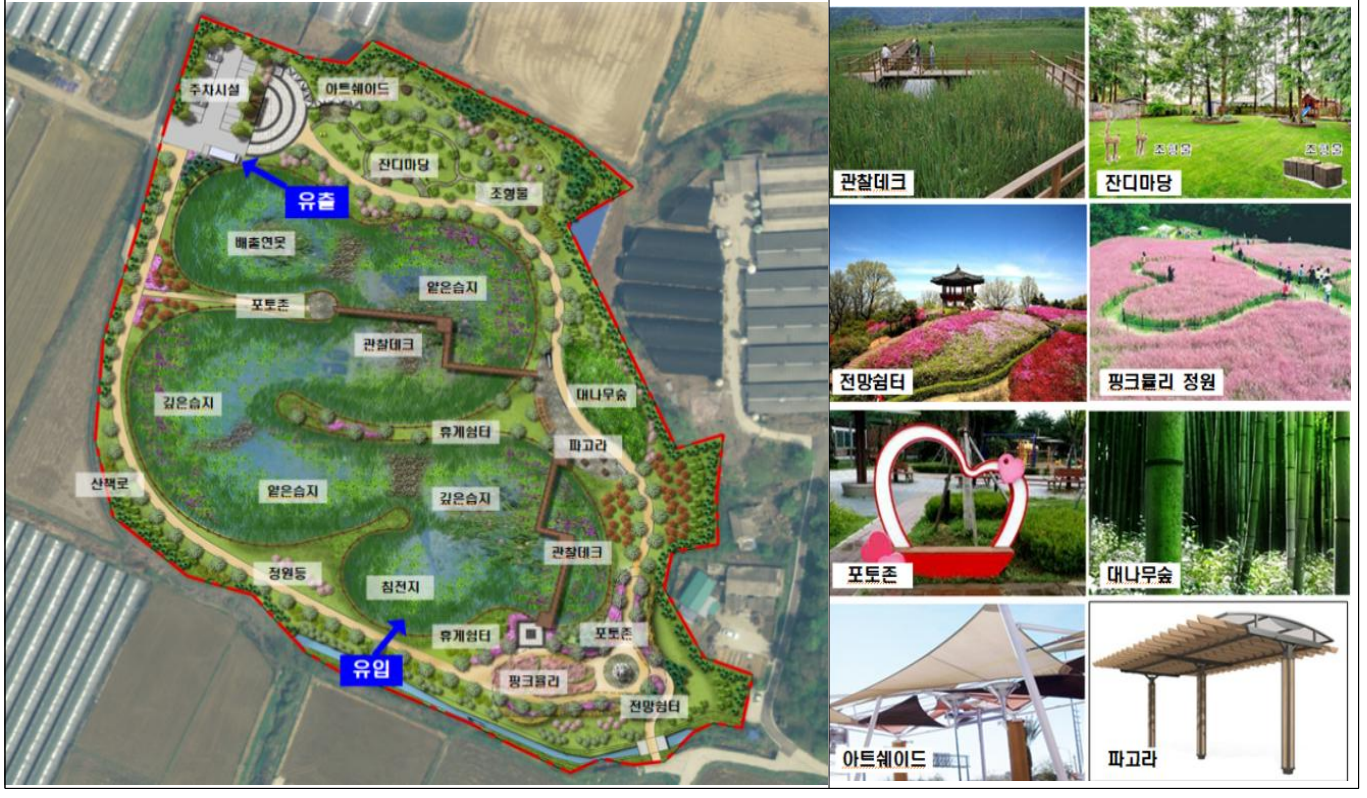 주차시설
아트쉐이드
잔디마당
조형물
유출
배출연못
얕은습지
포토존
관찰데크
깊은습지
대나무숲
휴게쉼터
파고라
산책로
얕은습지
깊은습지
관찰데크
정원등
침전지
휴게쉼터
포토존
유입
핑크뮬리
전망쉼터
관찰데크
조형물
조형물
잔디마당
전망쉼터
핑크뮬리 정원
포토존
대나무숲
아트쉐이드
파고라